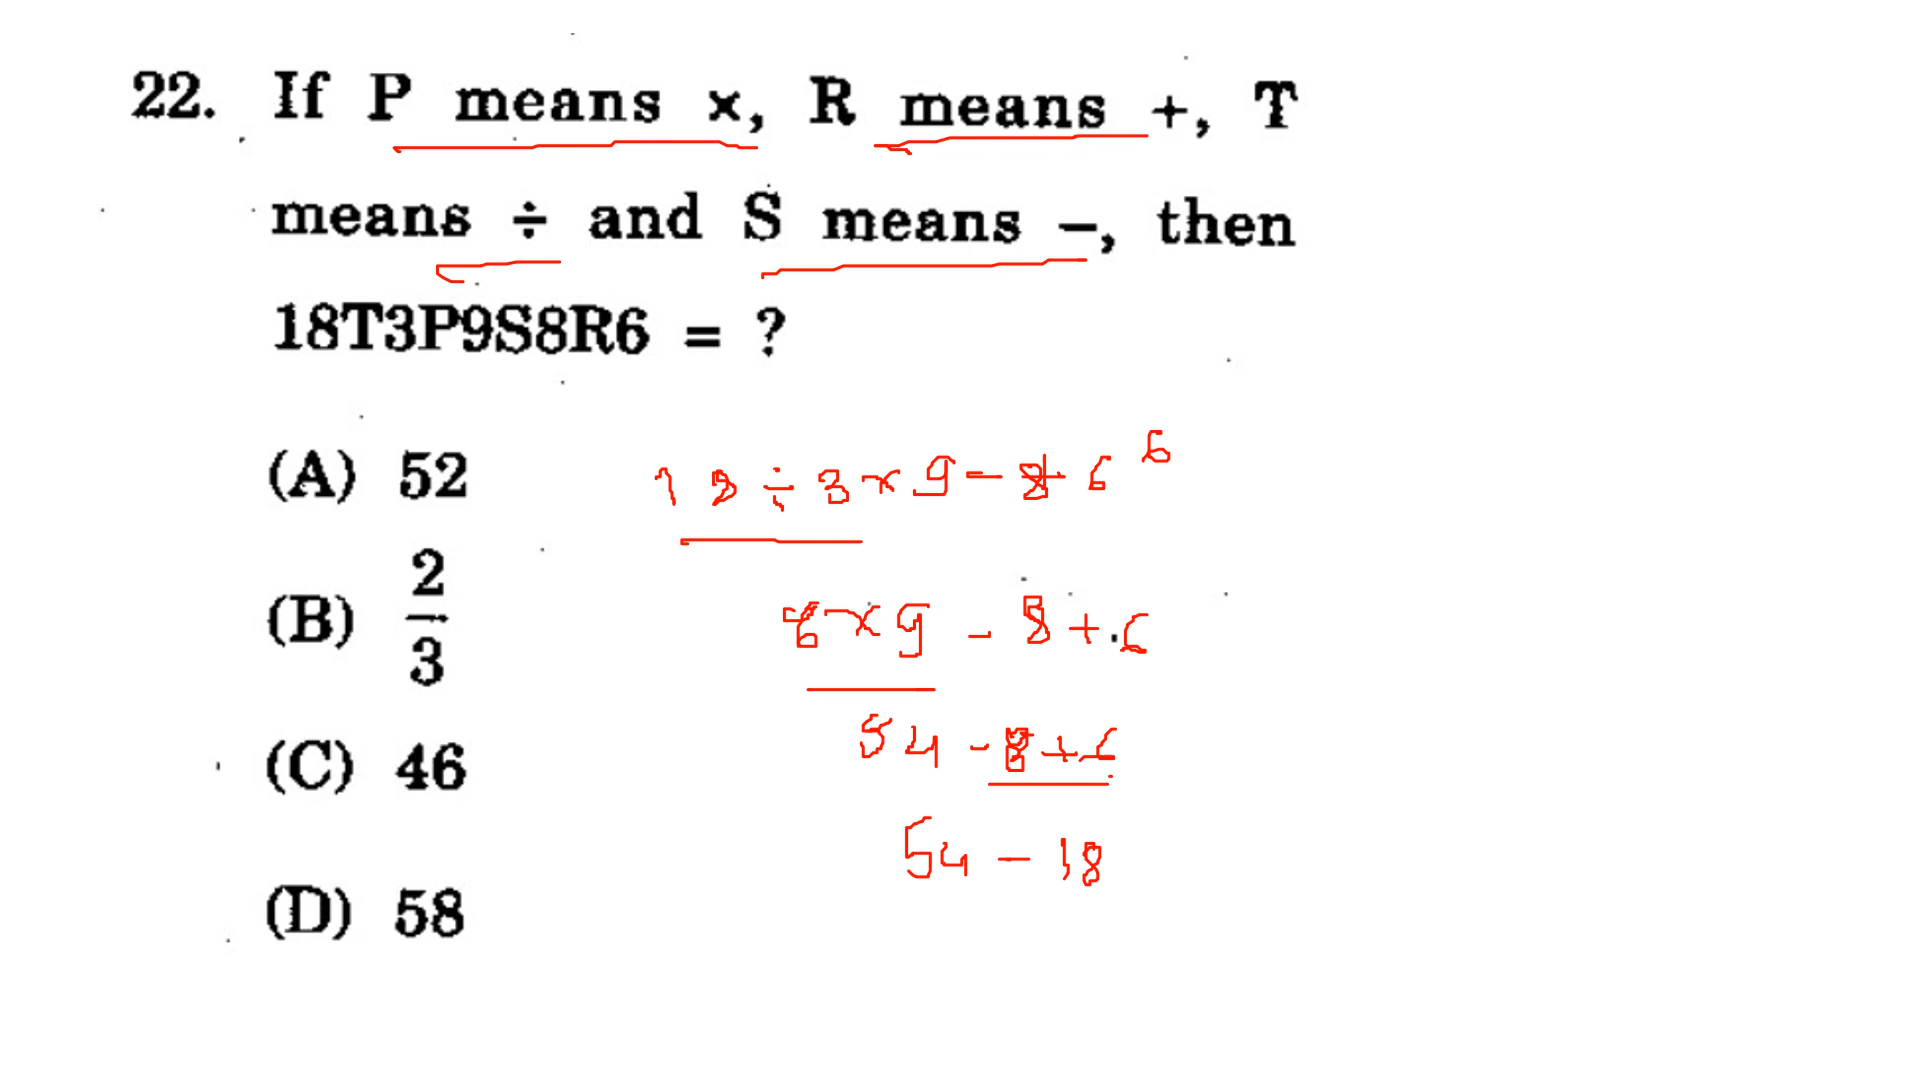 22. If P means ×, R means +, T
means ÷ and S means –, then
18T3P9S8R6 = ?
(A) 52
(B) 2/3
(C) 46
(D) 58
18 ÷ 3 × 9 - 8 + 6 6
6 × 9 - 8 + 6
54 - 8 + 6
54 - 18